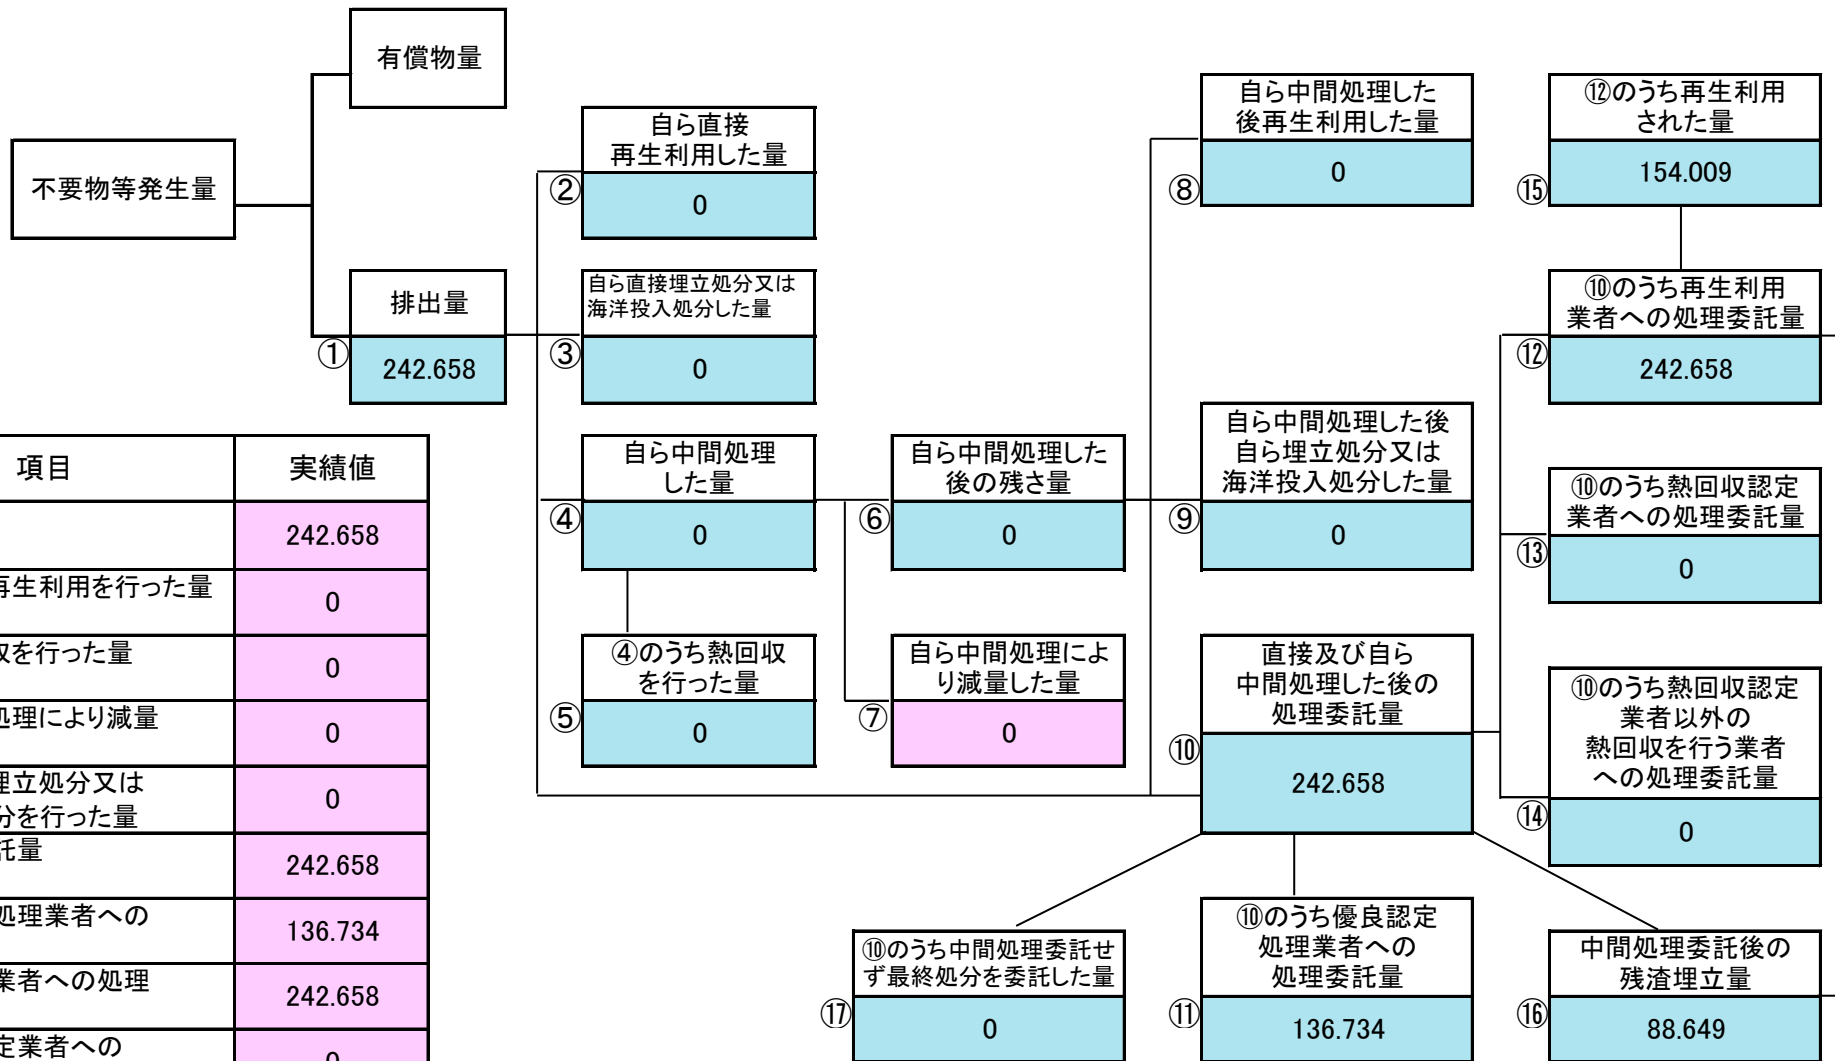 有償物量
不要物等発生量
排出量
①
242.658
自ら直接
再生利用した量
②
0
自ら直接埋立処分又は
海洋投入処分した量
③
0
自ら中間処理
した量
④
0
④のうち熱回収
を行った量
⑤
0
自ら中間処理した
後の残さ量
⑥
0
自ら中間処理によ
り減量した量
⑦
0
自ら中間処理した
後再生利用した量
⑧
0
自ら中間処理した後
自ら埋立処分又は
海洋投入処分した量
⑨
0
直接及び自ら
中間処理した後の
処理委託量
⑩
242.658
⑫のうち再生利用
された量
⑮
154.009
⑩のうち再生利用
業者への処理委託量
⑫
242.658
⑩のうち熱回収認定
業者への処理委託量
⑬
0
⑩のうち熱回収認定
業者以外の
熱回収を行う業者
への処理委託量
⑭
0
⑩のうち中間処理委託せ
ず最終処分を委託した量
⑰
0
⑩のうち優良認定
処理業者への
処理委託量
⑪
136.734
中間処理委託後の
残渣埋立量
⑯
88.649
項目 実績値
242.658
再生利用を行った量
0
を行った量
0
処理により減量
0
埋立処分又は
分を行った量
0
託量
242.658
処理業者への
136.734
業者への処理
242.658
定業者への
0